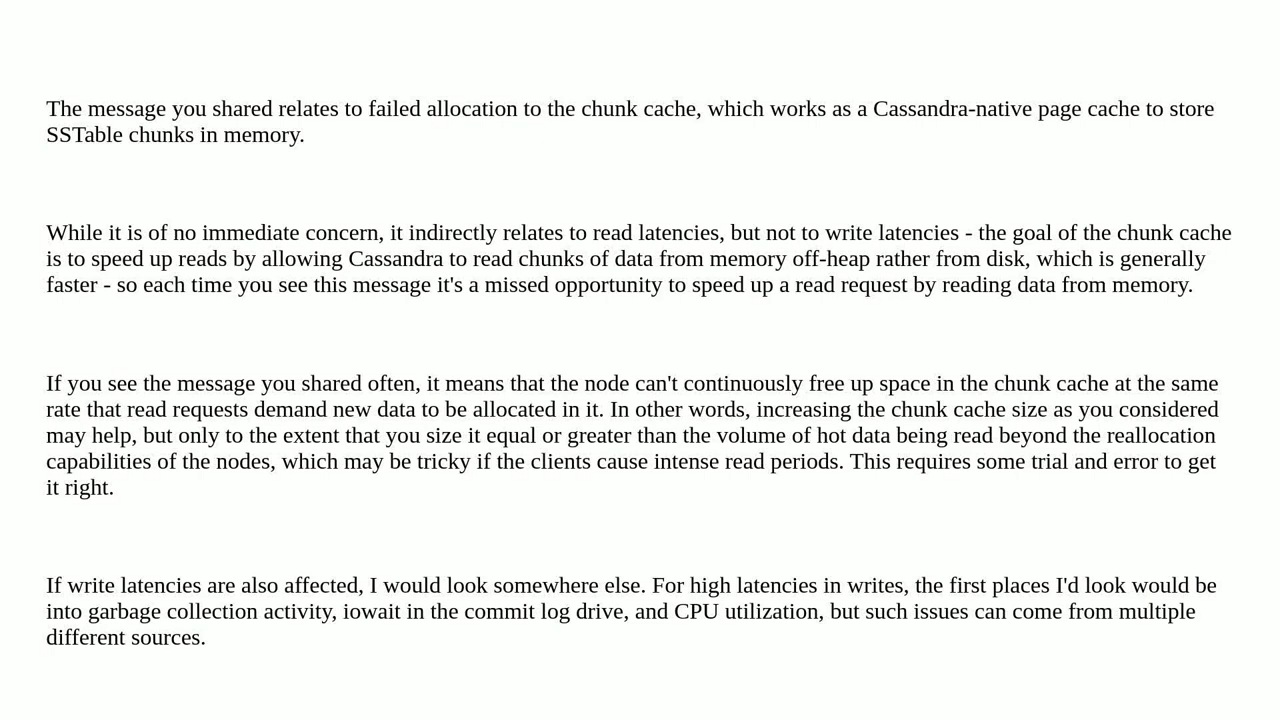 The message you shared relates to failed allocation to the chunk cache, which works as a Cassandra-native page cache to store
SSTable chunks in memory.
While it is of no immediate concern, it indirectly relates to read latencies, but not to write latencies - the goal of the chunk cache
is to speed up reads by allowing Cassandra to read chunks of data from memory off-heap rather from disk, which is generally
faster - so each time you see this message it's a missed opportunity to speed up a read request by reading data from memory.
If you see the message you shared often, it means that the node can't continuously free up space in the chunk cache at the same
rate that read requests demand new data to be allocated in it. In other words, increasing the chunk cache size as you considered
may help, but only to the extent that you size it equal or greater than the volume of hot data being read beyond the reallocation
capabilities of the nodes, which may be tricky if the clients cause intense read periods. This requires some trial and error to get
it right.
If write latencies are also affected, I would look somewhere else. For high latencies in writes, the first places I'd look would be
into garbage collection activity, iowait in the commit log drive, and CPU utilization, but such issues can come from multiple
different sources.